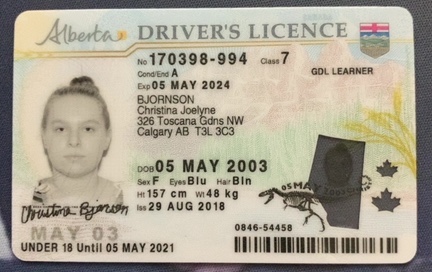 Alberta DRIVER'S LICENCE
No 170398-994 Class 7
Cond/End A GDL LEARNER
Exp 05 MAY 2024
BJORNSON
Christina Joelyne
326 Toscana Gdns NW
Calgary AB T3L 3C3
DOB 05 MAY 2003
Sex F Eyes Blu Hair Bln
Ht 157 cm Wt 48 kg
Iss 29 AUG 2018
05 MAY 2003
Christina Bjornson
MAY 03
0846-54458
UNDER 18 Until 05 MAY 2021